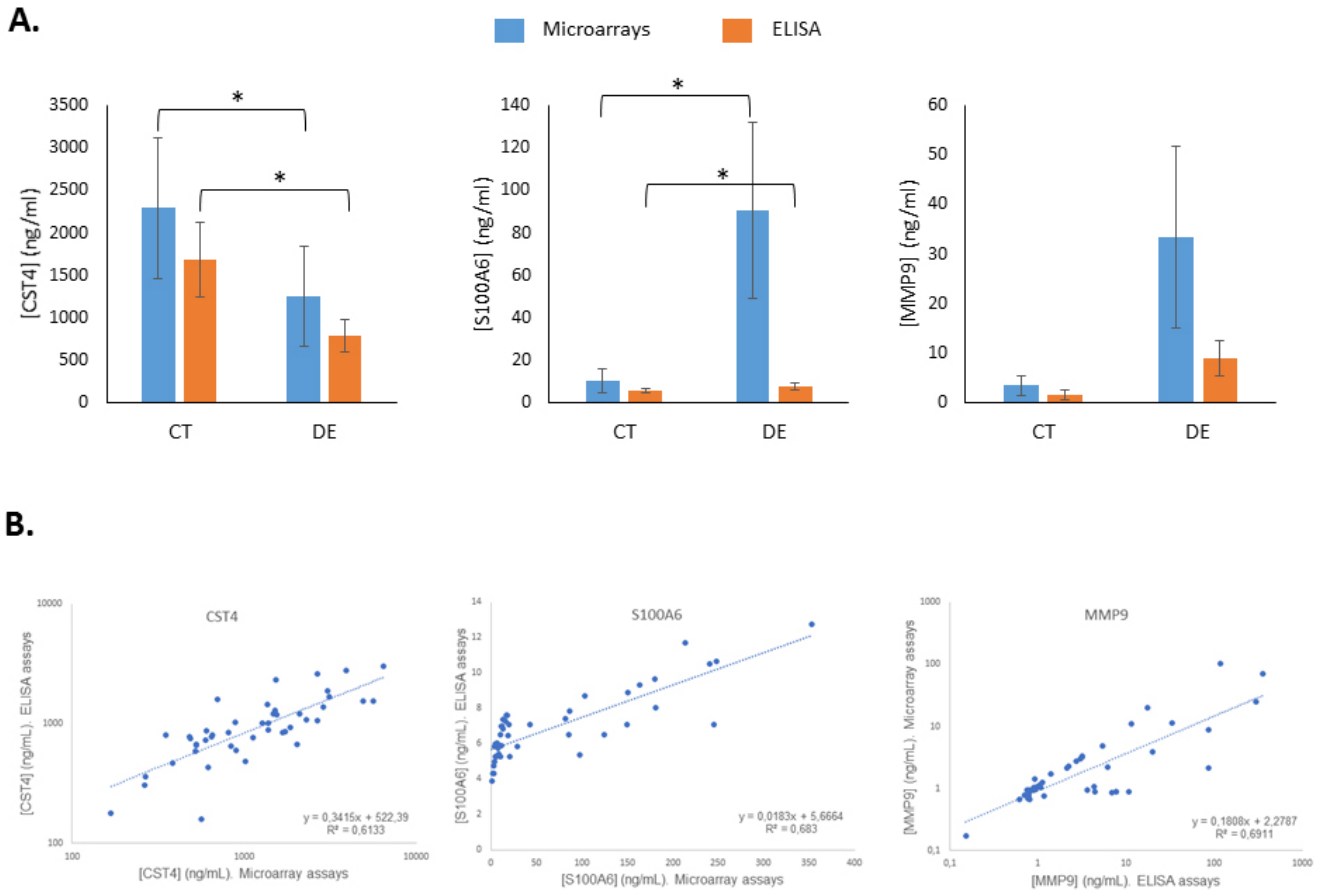 A.
Microarrays
ELISA
[CST4] (ng/ml)
3500
3000
2500
2000
1500
1000
500
0
*
*
CT
DE
[S100A6] (ng/ml)
140
120
100
80
60
40
20
0
*
*
CT
DE
[MMP9] (ng/ml)
60
50
40
30
20
10
0
CT
DE
B.
CST4
[CST4] (ng/mL). ELISA assays
10000
1000
100
100
1000
10000
y = 0,3415x + 522,39
R² = 0,6133
[CST4] (ng/mL). Microarray assays
S100A6
[S100A6] (ng/mL). ELISA assays
14
12
10
8
6
4
2
0
0
50
100
150
200
250
300
350
400
y = 0,0183x + 5,6664
R² = 0,683
[S100A6] (ng/mL). Microarray assays
MMP9
[MMP9] (ng/mL). Microarray assays
1000
100
10
1
0,1
0,1
1
10
100
1000
y = 0,1808x + 2,2787
R² = 0,6911
[MMP9] (ng/mL). ELISA assays